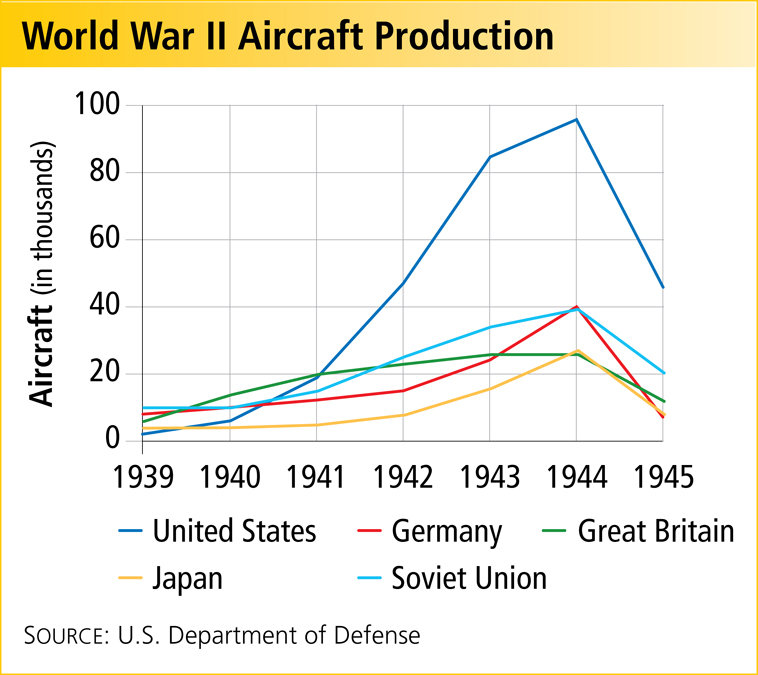 World War II Aircraft Production
Aircraft (in thousands)
100
80
60
40
20
0
1939 1940 1941 1942 1943 1944 1945
United States Germany Great Britain
Japan Soviet Union
SOURCE: U.S. Department of Defense